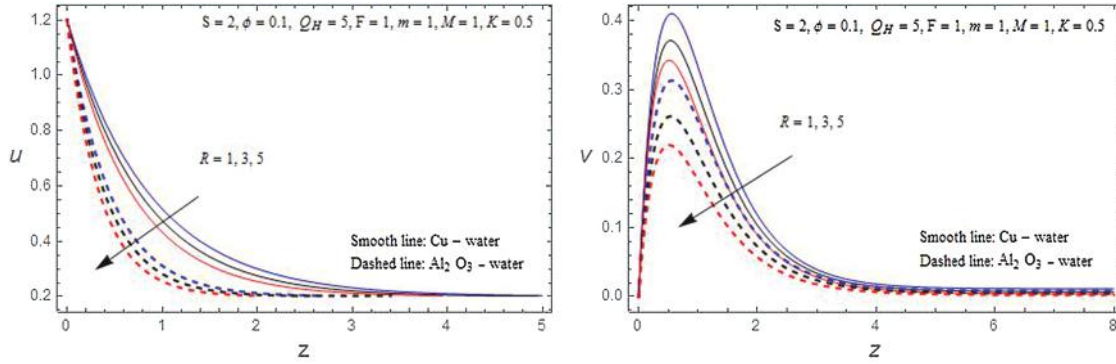 S = 2, ϕ = 0.1, Q_H = 5, F = 1, m = 1, M = 1, K = 0.5
1.2
1.0
0.8
0.6
0.4
0.2
u
R = 1, 3, 5
Smooth line: Cu – water
Dashed line: Al₂ O₃ – water
0 1 2 3 4 5
z
S = 2, ϕ = 0.1, Q_H = 5, F = 1, m = 1, M = 1, K = 0.5
0.4
0.3
0.2
0.1
0.0
v
R = 1, 3, 5
Smooth line: Cu – water
Dashed line: Al₂ O₃ – water
0 2 4 6 8
z